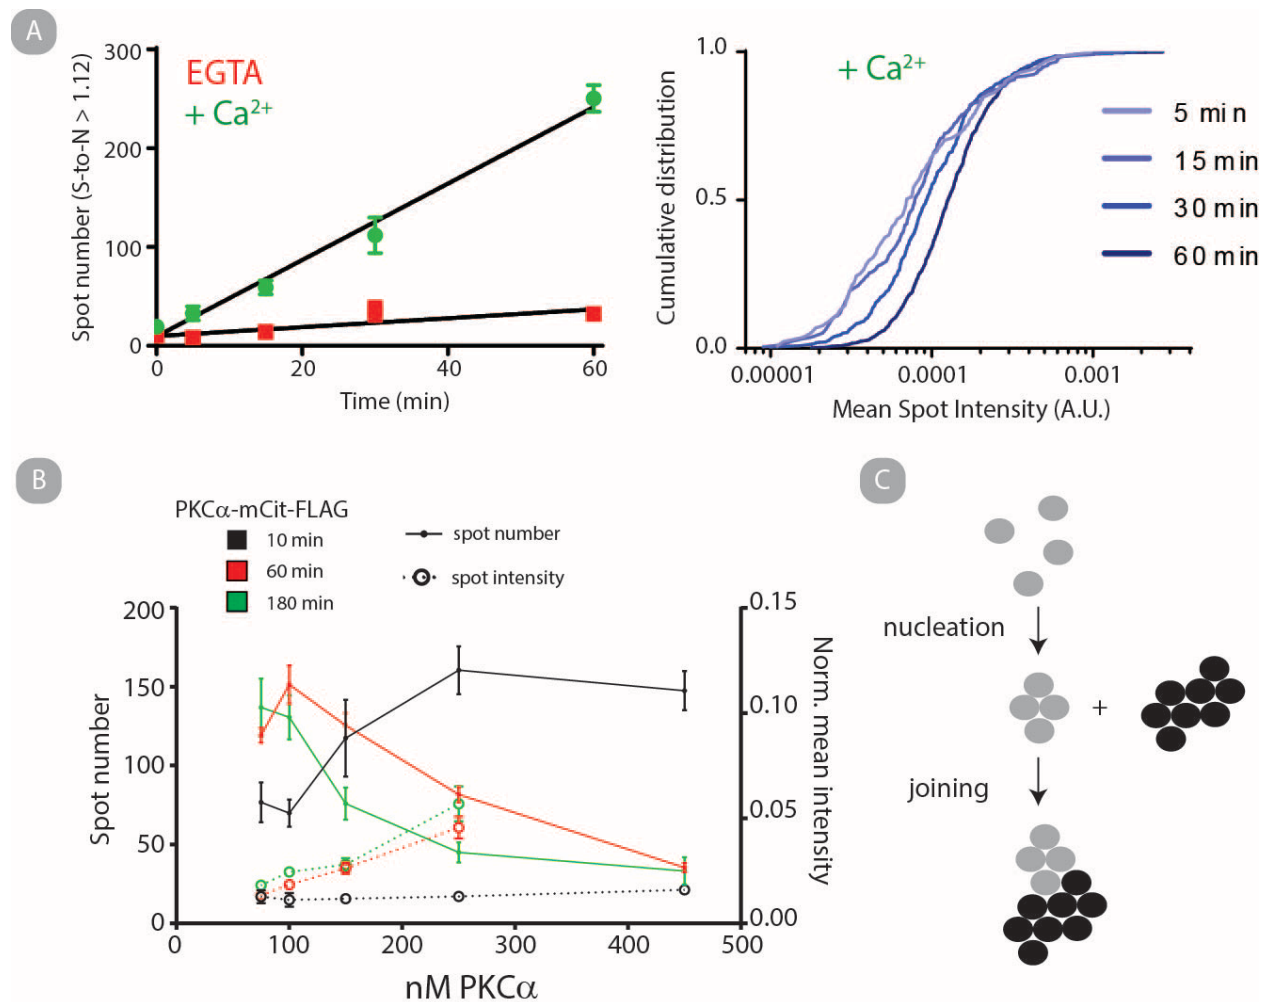 A
Spot number (S-to-N > 1.12)
300
200
100
0
EGTA
+ Ca²⁺
0
20
40
60
Time (min)
Cumulative distribution
1.0
0.5
0.0
+ Ca²⁺
5 min
15 min
30 min
60 min
0.00001
0.0001
0.001
Mean Spot Intensity (A.U.)
B
PKCα-mCit-FLAG
10 min
60 min
180 min
spot number
spot intensity
Spot number
200
150
100
50
0
0.15
0.10
0.05
0.00
Norm. mean intensity
0
100
200
300
400
500
nM PKCα
C
nucleation
+
joining